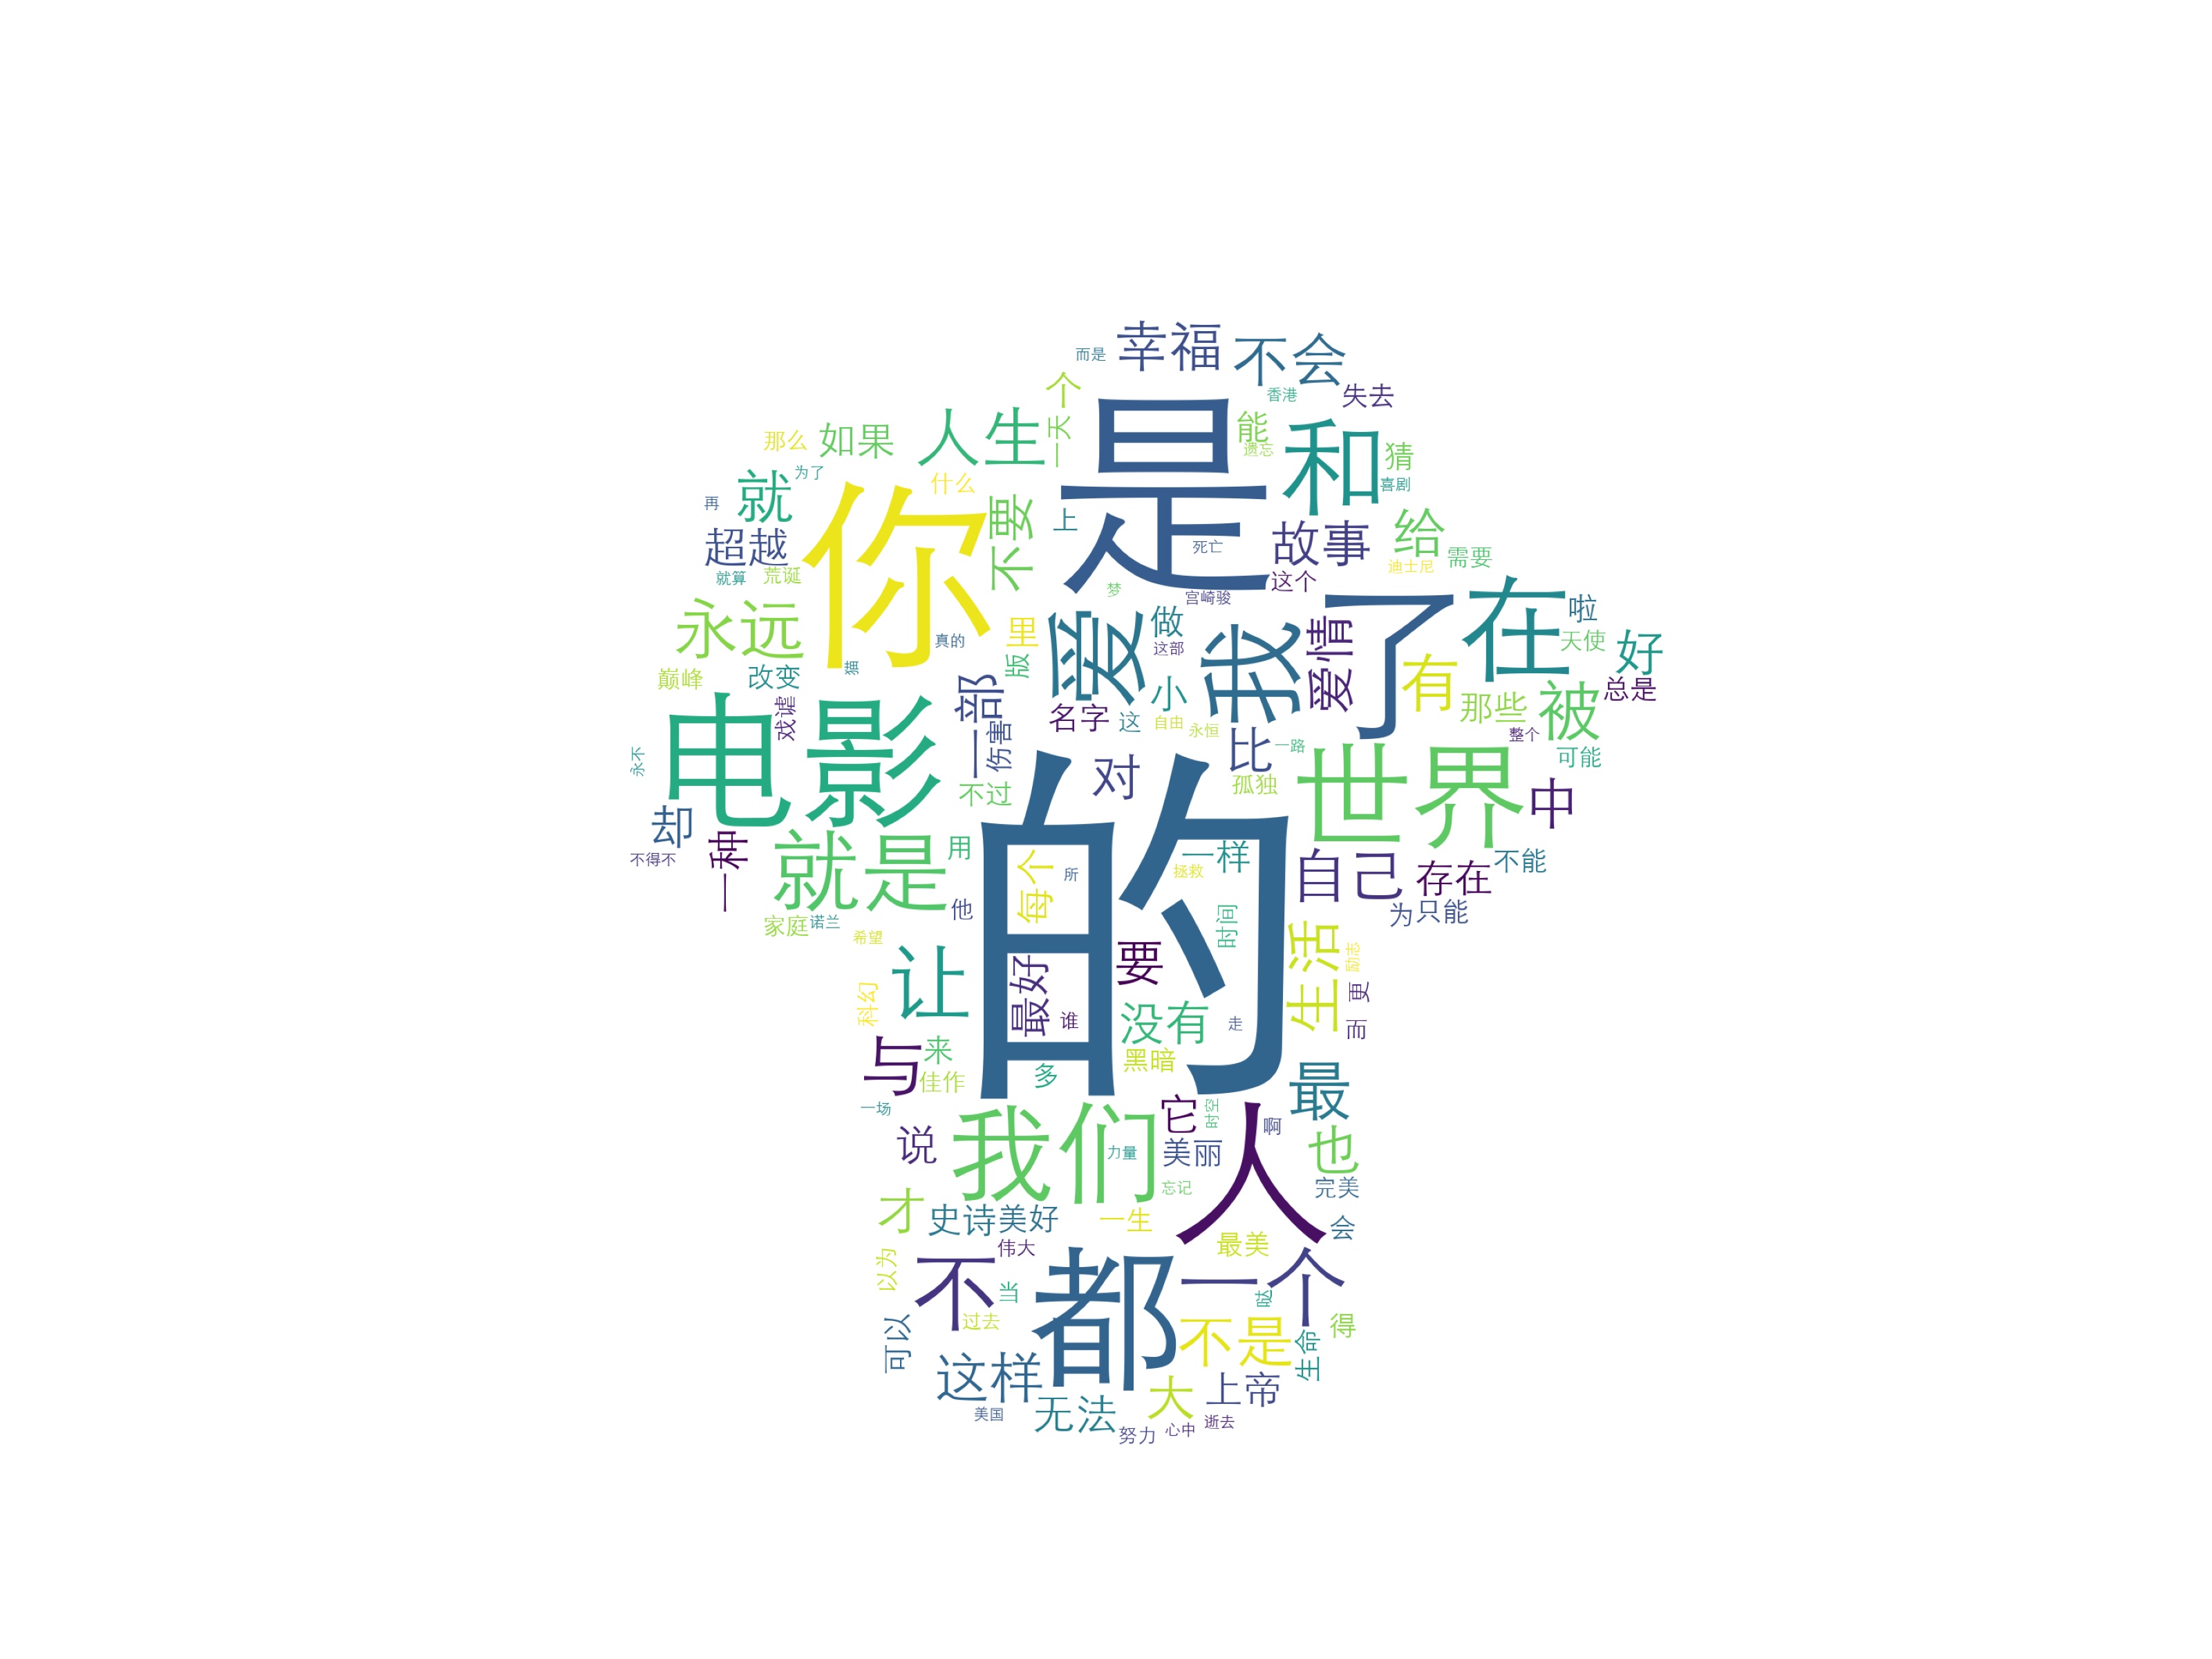 幸福
不会
而是
香港
失去
一个
一天
人生
如果
那么
为了
什么
是
能
遗忘
和
猜
喜剧
就
再
你
不要
上
超越
就算
荒诞
死亡
故事
给
需要
迪士尼
这个
梦
宫崎骏
了
在
啦
天使
好
总是
永远
真的
巅峰
改变
里
版
爱
做
这部
小
我
爱情
有
那些
被
整个
可能
戏谑
电影
永不
一部
伤害
名字
这
自由
永恒
一路
比
对
孤独
不过
世界
中
却
不得不
一种
就是
用
他
家庭
诺兰
希望
的
每个
所
最好
谁
一样
拯救
时间
要
没有
走
黑暗
多
自己
存在
不能
为
只能
生活
励志
更
而
让
科幻
与
来
佳作
一场
说
我们
力量
它
时空
美丽
忘记
人
啊
最
也
完美
会
才
史诗
美好
伟大
一生
最美
以为
不
当
过去
都
一个
哒
不是
生命
得
可以
这样
美国
无法
大
上帝
努力
心中
逝去